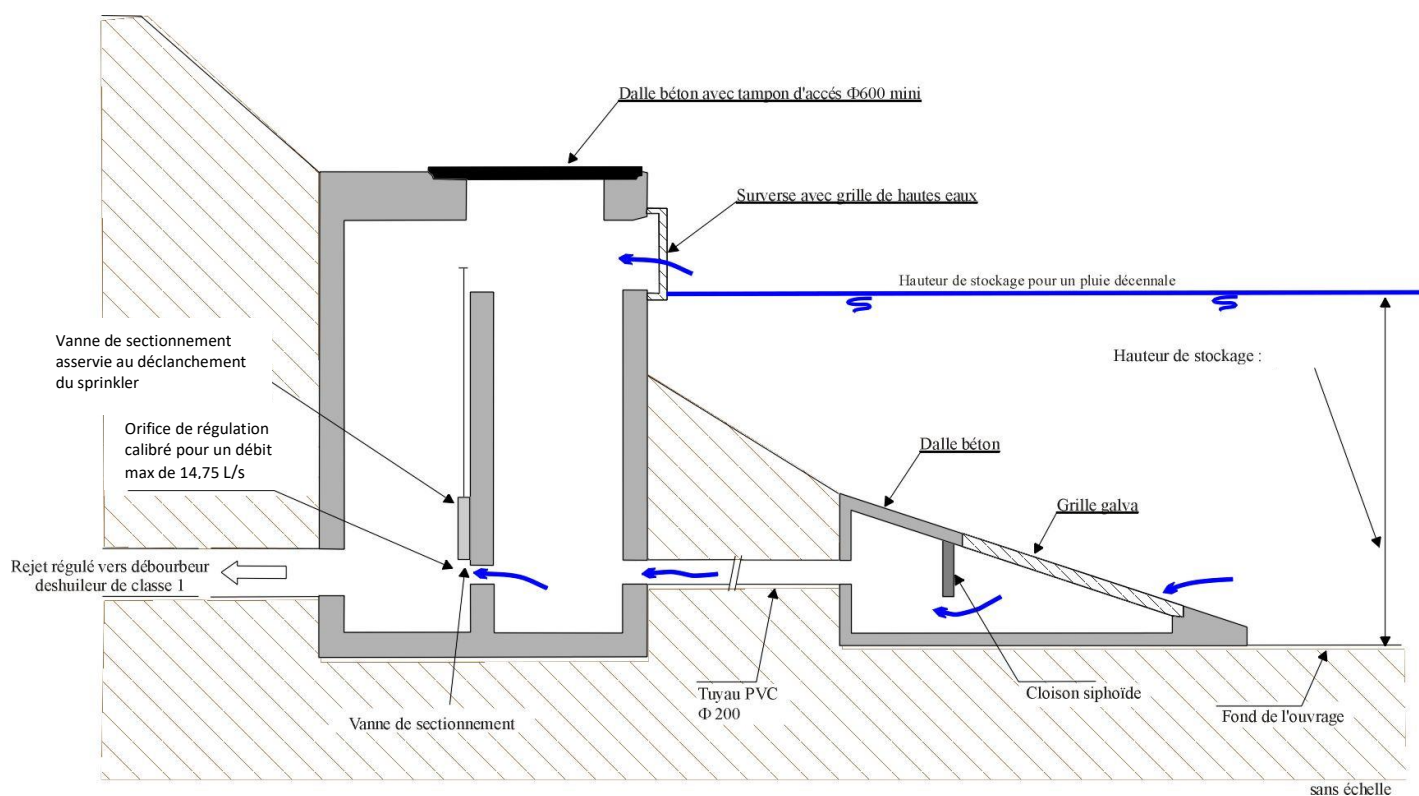 Dalle béton avec tampon d'accés Φ600 mini
Surverse avec grille de hautes eaux
Hauteur de stockage pour un pluie décennale
Vanne de sectionnement
asservie au déclanchement
du sprinkler
Hauteur de stockage :
Orifice de régulation
calibré pour un débit
max de 14,75 L/s
Dalle béton
Grille galva
Rejet régulé vers débourbeur
deshuileur de classe 1
Tuyau PVC
Φ 200
Cloison siphoïde
Vanne de sectionnement
Fond de l'ouvrage
sans échelle